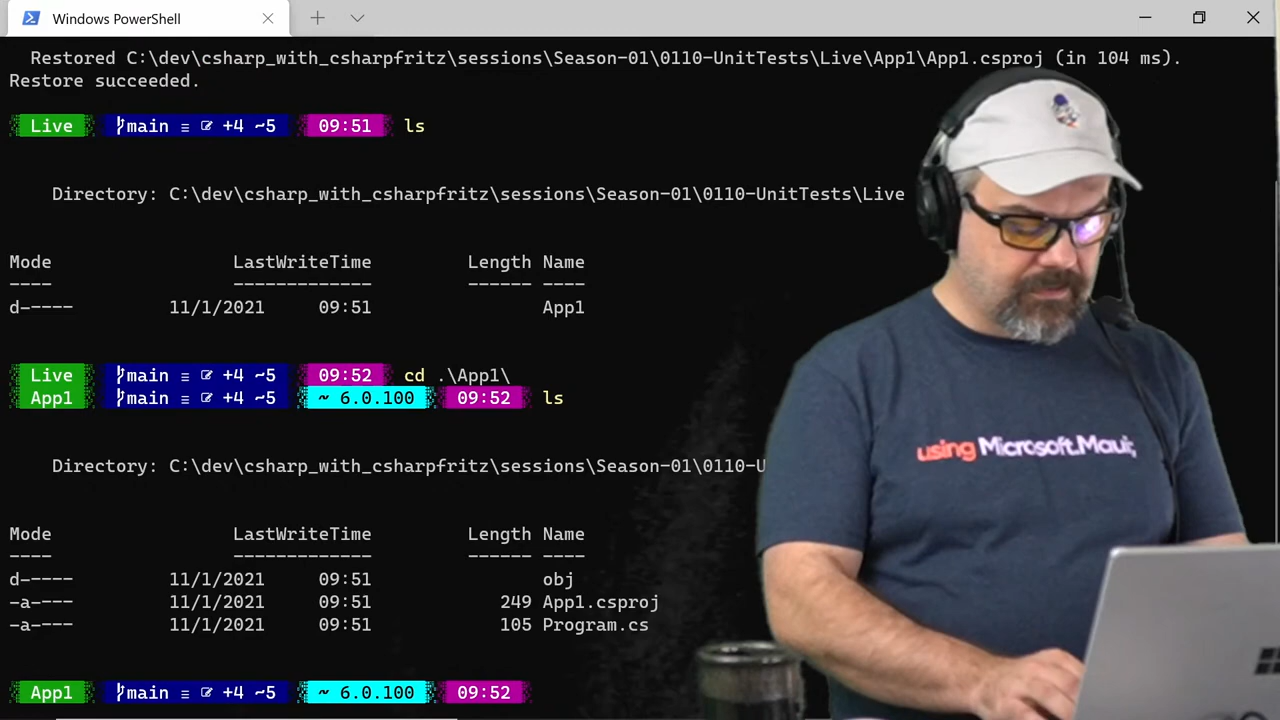 Windows PowerShell
Restored C:\dev\csharp_with_csharpfritz\sessions\Season-01\0110-UnitTests\Live\App1\App1.csproj (in 104 ms).
Restore succeeded.
Live main ≡ +4 ~5 09:51 ls
Directory: C:\dev\csharp_with_csharpfritz\sessions\Season-01\0110-UnitTests\Live
Mode LastWriteTime Length Name
---- ------------- ------ ----
d----- 11/1/2021 09:51 App1
Live main ≡ +4 ~5 09:52 cd .\App1\
App1 main ≡ +4 ~5 ~ 6.0.100 09:52 ls
Directory: C:\dev\csharp_with_csharpfritz\sessions\Season-01\0110-U
Mode LastWriteTime Length Name
---- ------------- ------ ----
d----- 11/1/2021 09:51 obj
-a---- 11/1/2021 09:51 249 App1.csproj
-a---- 11/1/2021 09:51 105 Program.cs
App1 main ≡ +4 ~5 ~ 6.0.100 09:52
using Microsoft.Maui;